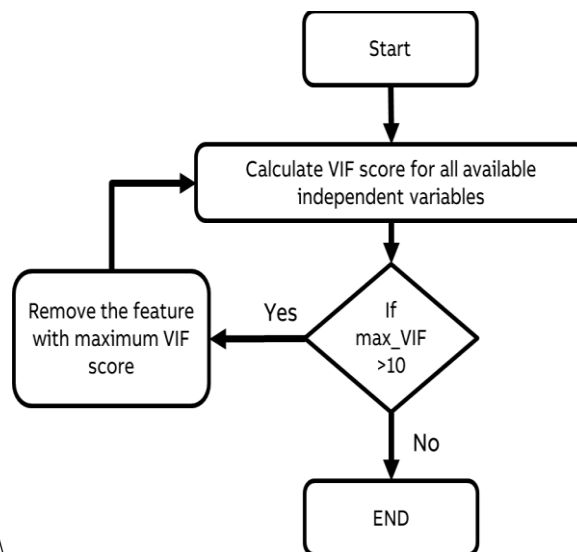 Start
Calculate VIF score for all available
independent variables
Remove the feature
with maximum VIF
score
Yes
If
max_VIF
>10
No
END